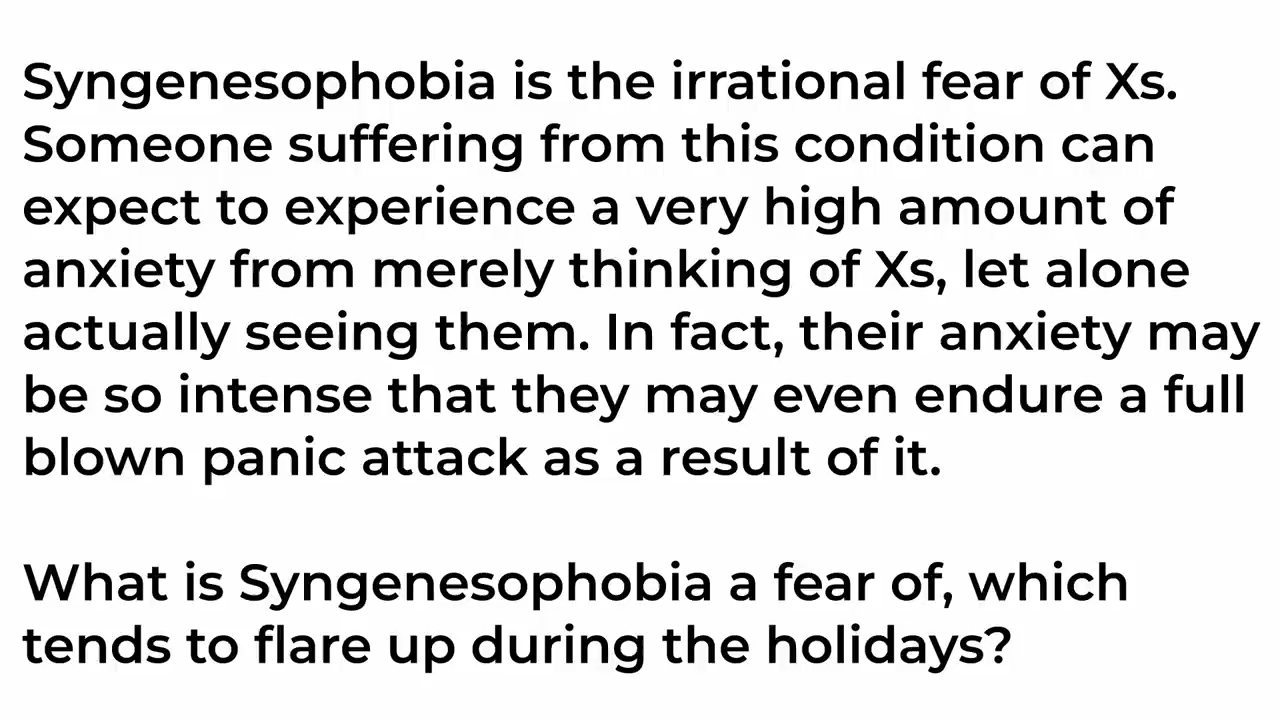 Syngenesophobia is the irrational fear of Xs.
Someone suffering from this condition can
expect to experience a very high amount of
anxiety from merely thinking of Xs, let alone
actually seeing them. In fact, their anxiety may
be so intense that they may even endure a full
blown panic attack as a result of it.
What is Syngenesophobia a fear of, which
tends to flare up during the holidays?